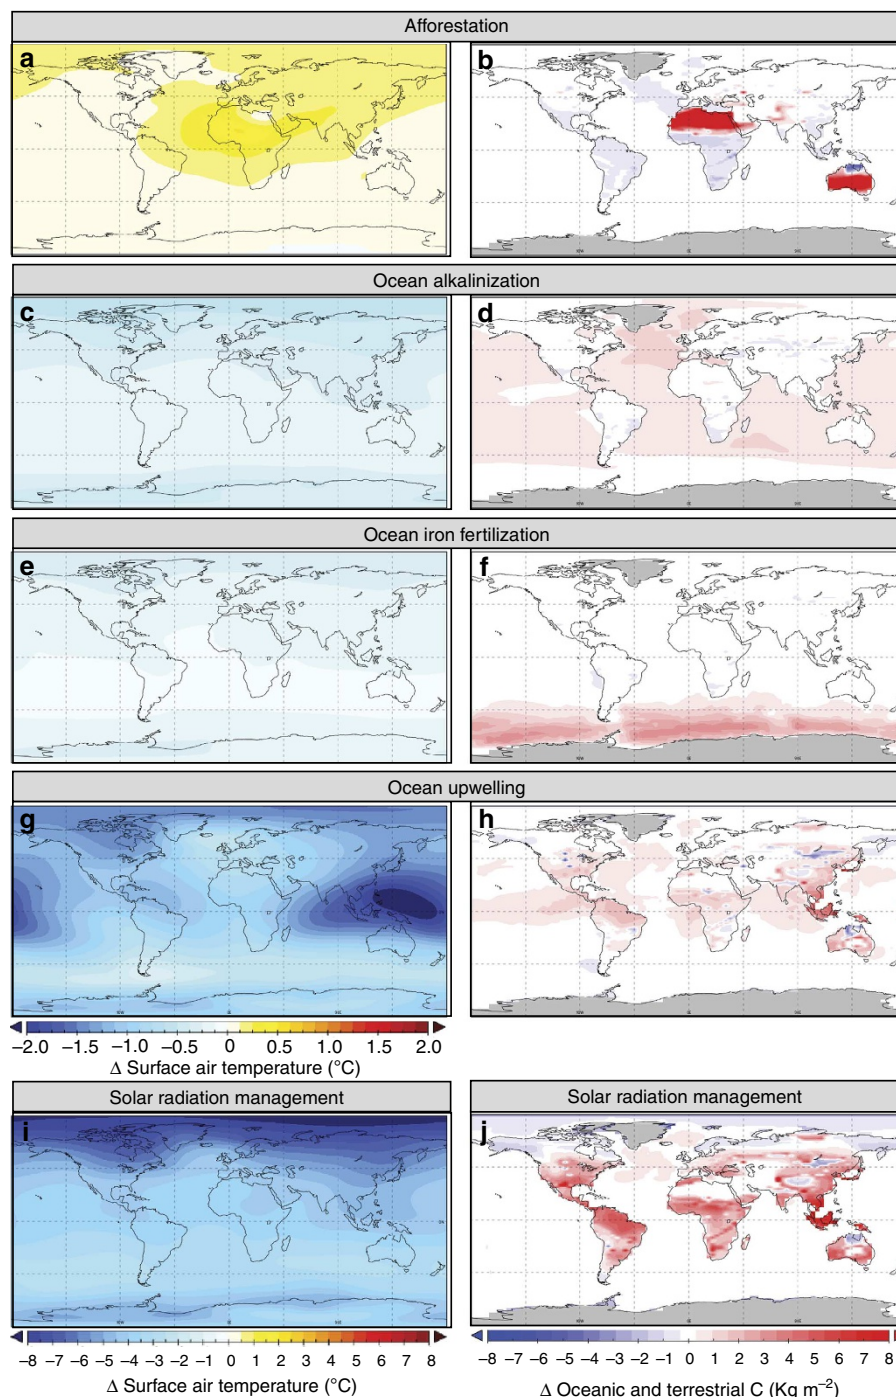 Afforestation
a
b
Ocean alkalinization
c
d
Ocean iron fertilization
e
f
Ocean upwelling
g
h
−2.0 −1.5 −1.0 −0.5 0 0.5 1.0 1.5 2.0
Δ Surface air temperature (°C)
Solar radiation management
Solar radiation management
i
j
−8 −7 −6 −5 −4 −3 −2 −1 0 1 2 3 4 5 6 7 8
Δ Surface air temperature (°C)
−8 −7 −6 −5 −4 −3 −2 −1 0 1 2 3 4 5 6 7 8
Δ Oceanic and terrestrial C (Kg m−2)